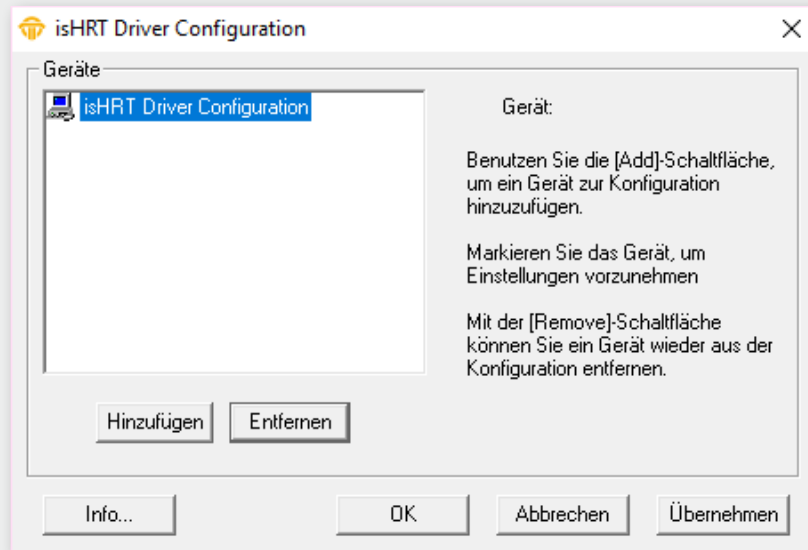 isHRT Driver Configuration
Geräte
isHRT Driver Configuration
Gerät:
Benutzen Sie die [Add]-Schaltfläche,
um ein Gerät zur Konfiguration
hinzuzufügen.
Markieren Sie das Gerät, um
Einstellungen vorzunehmen
Mit der [Remove]-Schaltfläche
können Sie ein Gerät wieder aus der
Konfiguration entfernen.
Hinzufügen Entfernen
Info... OK Abbrechen Übernehmen